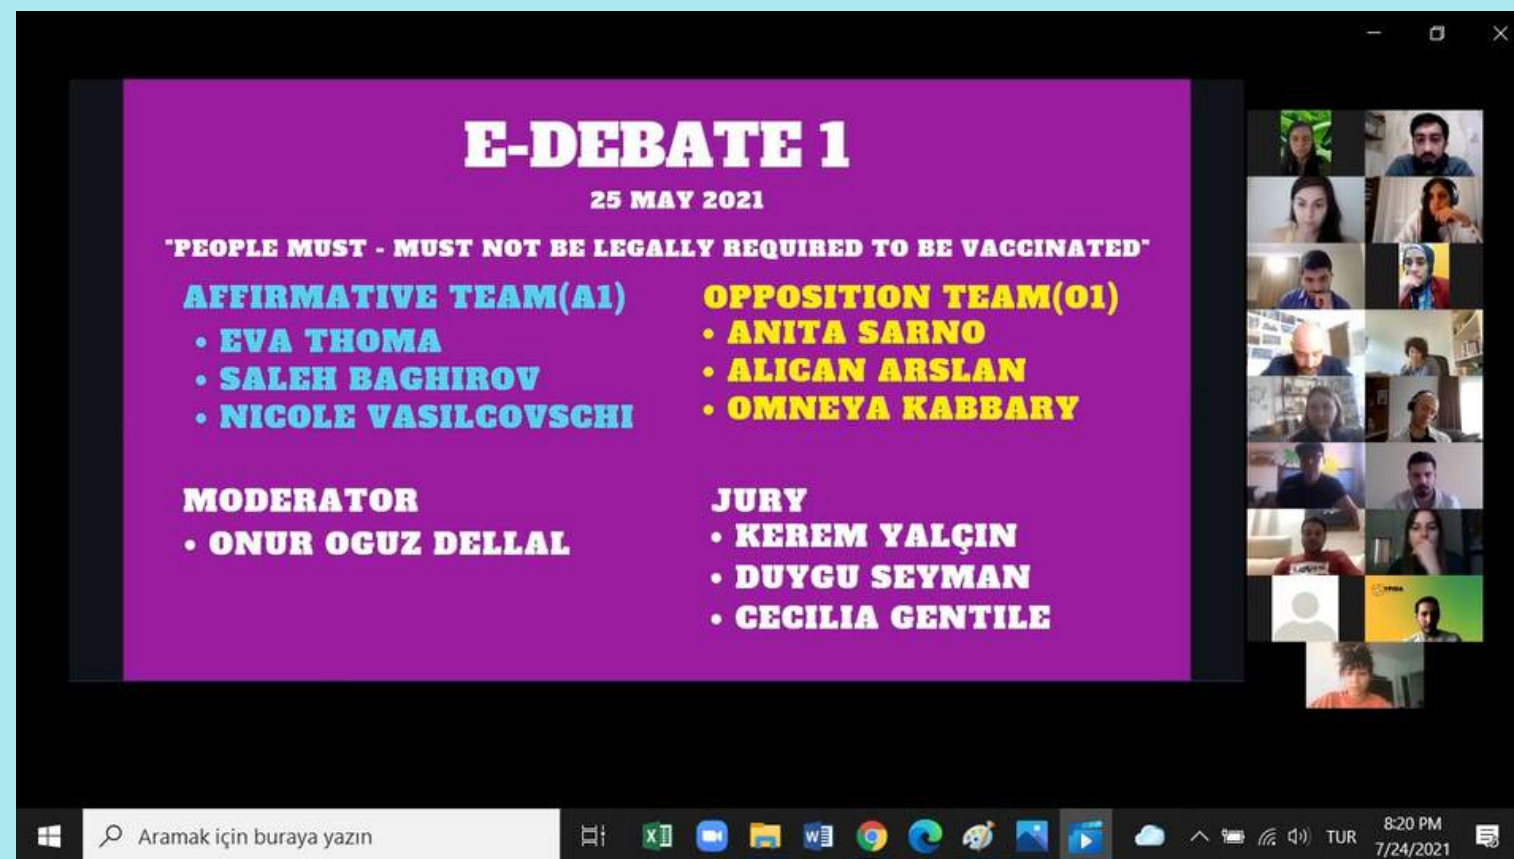 E-DEBATE 1
25 MAY 2021
"PEOPLE MUST - MUST NOT BE LEGALLY REQUIRED TO BE VACCINATED"
AFFIRMATIVE TEAM(A1)
• EVA THOMA
• SALEH BAGHIROV
• NICOLE VASILCOVSCHI
OPPOSITION TEAM(O1)
• ANITA SARNO
• ALICAN ARSLAN
• OMNEYA KABBARY
MODERATOR
• ONUR OGUZ DELLAL
JURY
• KEREM YALÇIN
• DUYGU SEYMAN
• CECILIA GENTILE
Aramak için buraya yazın
TUR
8:20 PM
7/24/2021